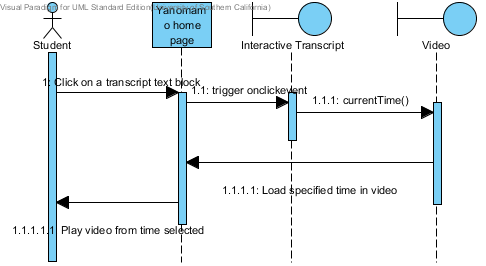 Visual Paradigm for UML Standard Edition(University of Southern California)
Yanomam
o home
page
Student
Interactive Transcript
Video
1: Click on a transcript text block
1.1: trigger onclickevent
1.1.1: currentTime()
1.1.1.1: Load specified time in video
1.1.1.1.1: Play video from time selected